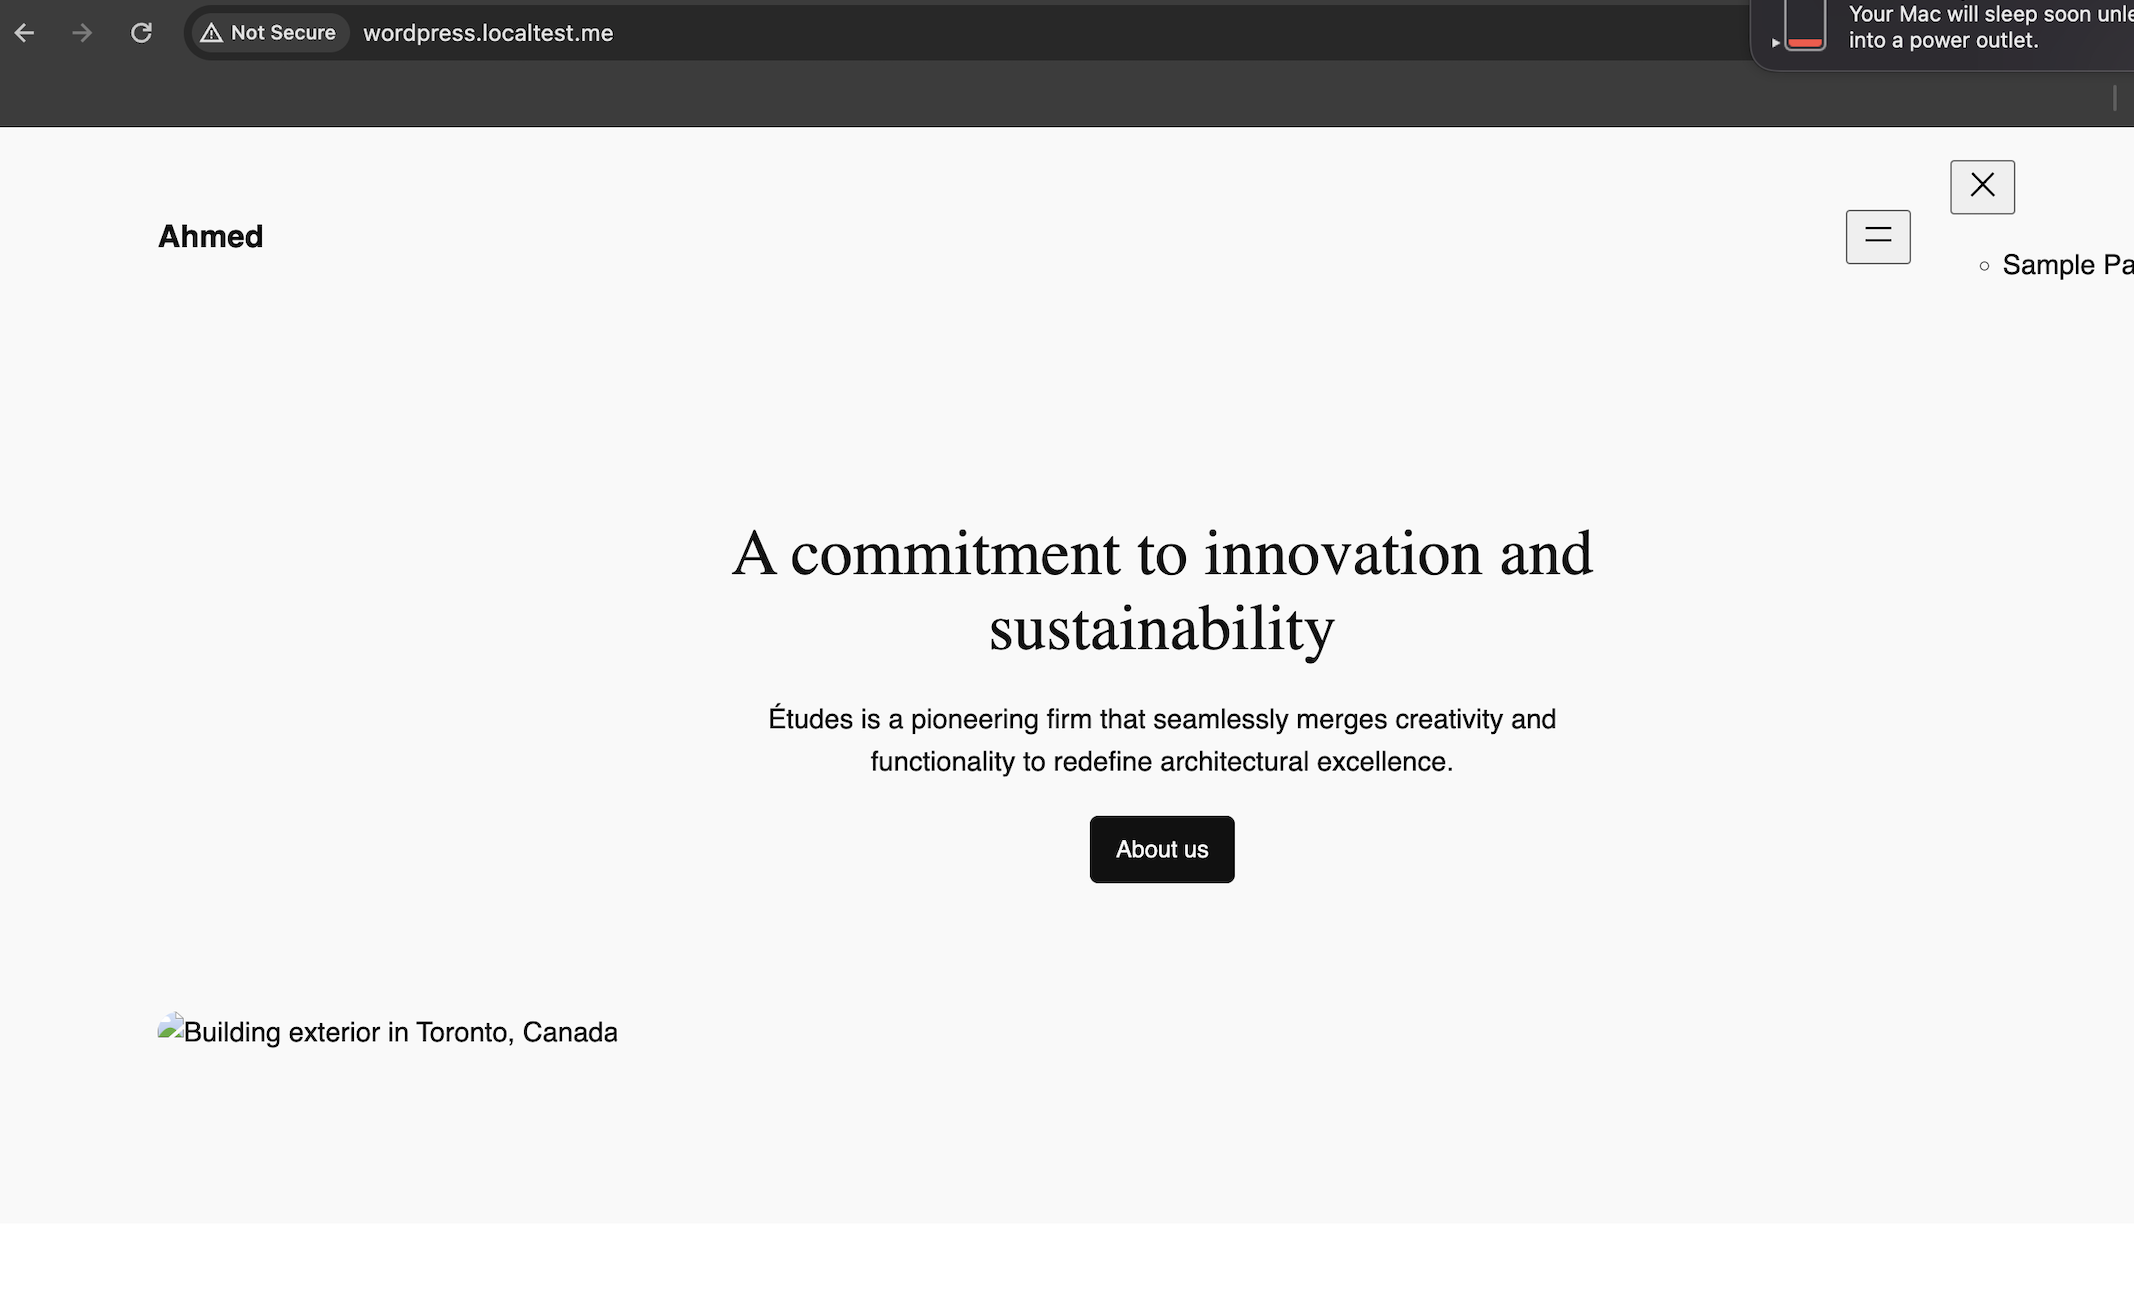 Not Secure wordpress.localtest.me
Your Mac will sleep soon
into a power outlet.
Ahmed
Sample
A commitment to innovation and
sustainability
Études is a pioneering firm that seamlessly merges creativity and
functionality to redefine architectural excellence.
About us
Building exterior in Toronto, Canada